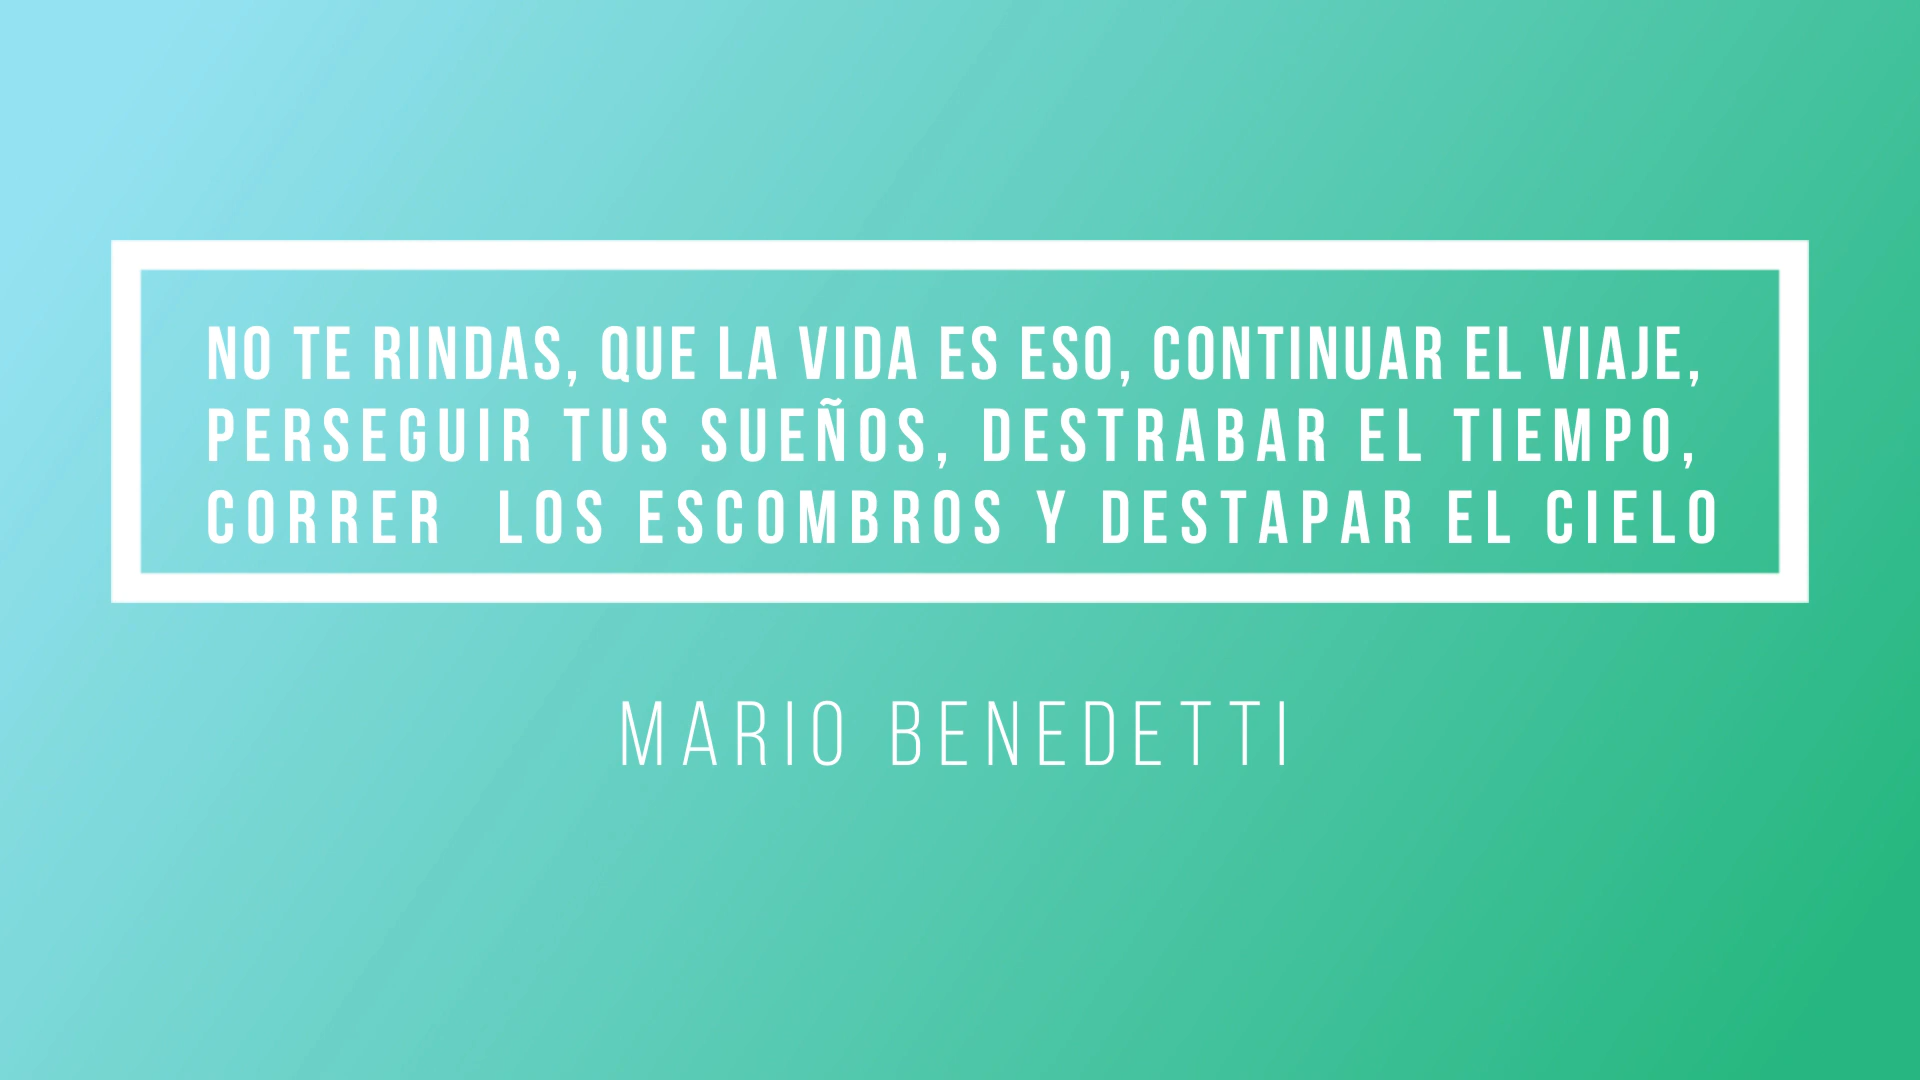 NO TE RINDAS, QUE LA VIDA ES ESO, CONTINUAR EL VIAJE,
PERSEGUIR TUS SUEÑOS, DESTRABAR EL TIEMPO,
CORRER LOS ESCOMBROS Y DESTAPAR EL CIELO
MARIO BENEDETTI